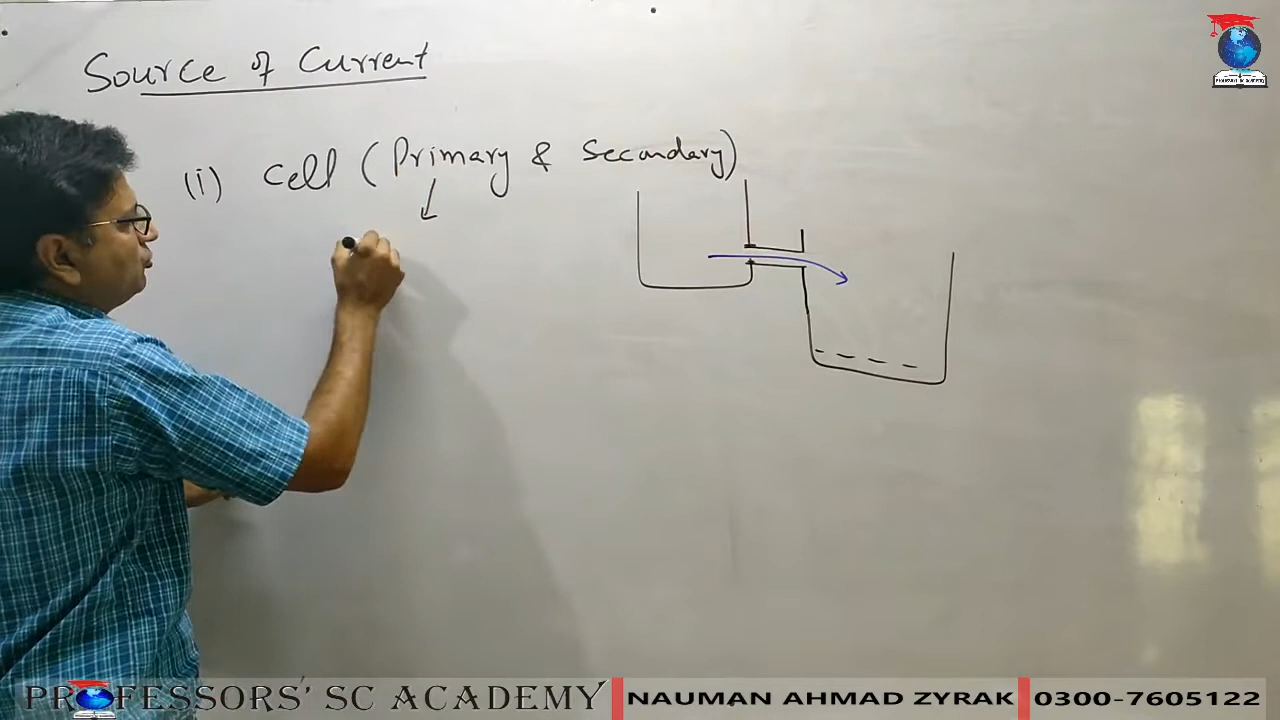 Source of Current
(i) Cell (Primary & Secondary)
PROFESSORS' SC ACADEMY
NAUMAN AHMAD ZYRAK
0300-7605122